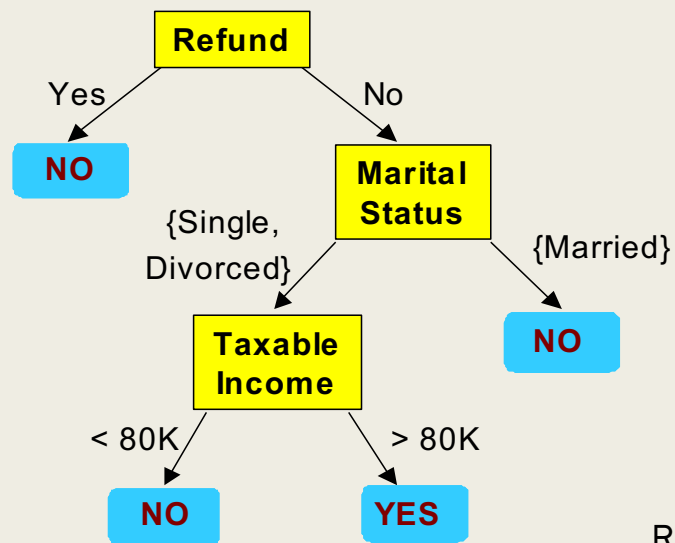 Refund
Yes
No
NO
Marital
Status
{Single,
Divorced}
{Married}
Taxable
Income
NO
< 80K
> 80K
NO
YES
R